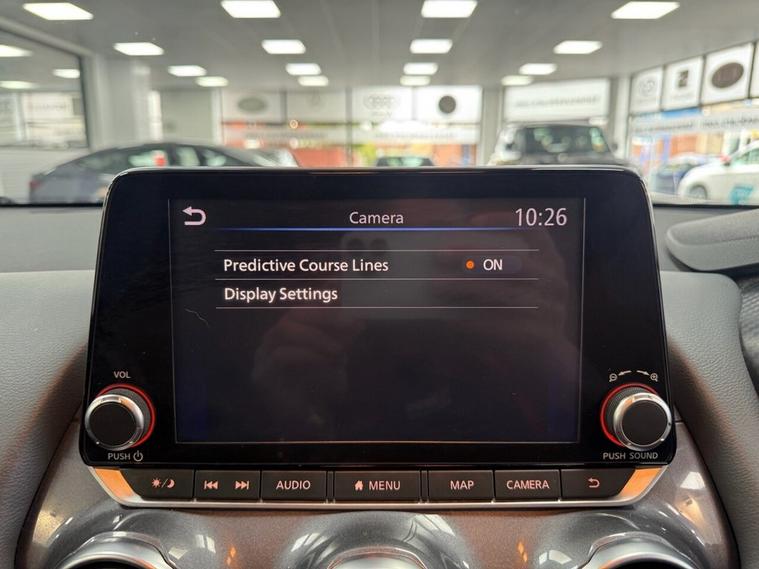 Camera 10:26
Predictive Course Lines ON
Display Settings
VOL
PUSH
PUSH SOUND
AUDIO MENU MAP CAMERA